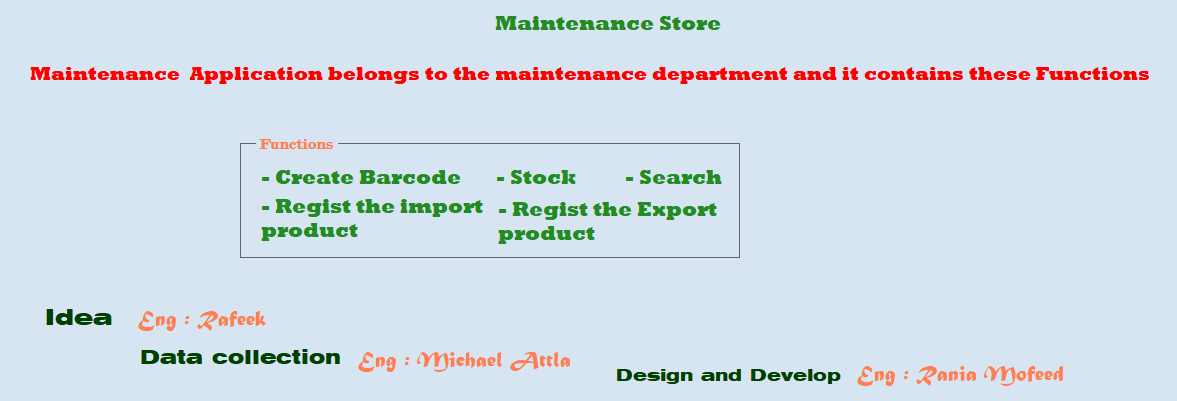 Maintenance Store
Maintenance Application belongs to the maintenance department and it contains these Functions
Functions
- Create Barcode - Stock - Search
- Regist the import product
- Regist the Export product
Idea Eng : Rafeek
Data collection Eng : Michael Attla
Design and Develop Eng : Rania Mofeed